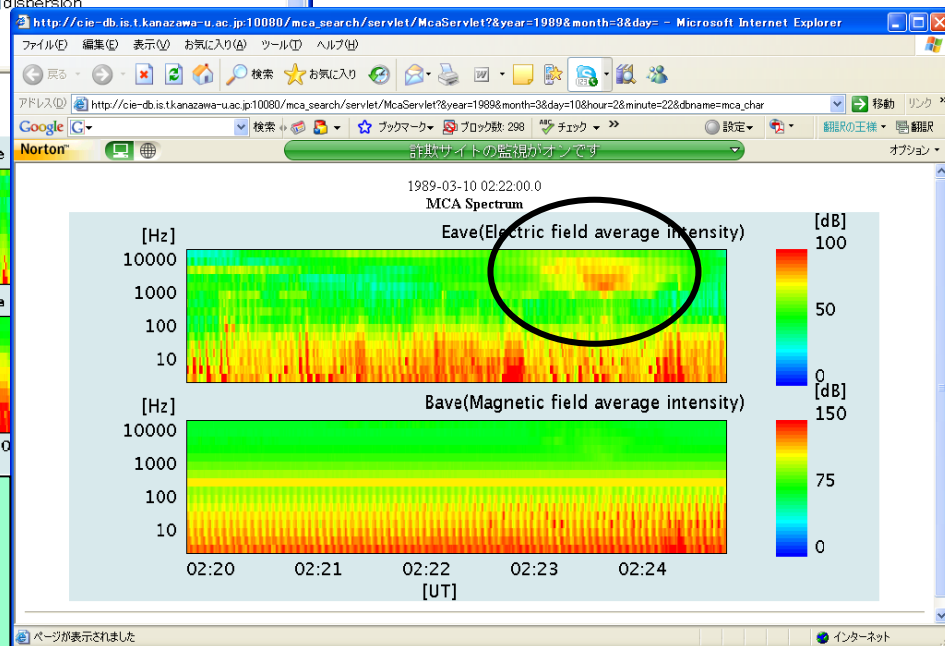 dispersion
http://cie-db.is.t.kanazawa-u.ac.jp:10080/mca_search/servlet/McaServlet?&year=1989&month=3&day= - Microsoft Internet Explorer
ファイル(F) 編集(E) 表示(V) お気に入り(A) ツール(T) ヘルプ(H)
戻る 検索 お気に入り
アドレス(D) http://cie-db.is.t.kanazawa-u.ac.jp:10080/mca_search/servlet/McaServlet?&year=1989&month=3&day=10&hour=2&minute=22&dbname=mca_char 移動 リンク »
Google G 検索 ブックマーク ブロック数: 298 ABC チェック » 設定 翻訳の王様 翻訳
Norton™ 詐欺サイトの監視がオンです オプション
1989-03-10 02:22:00.0
MCA Spectrum
[Hz] Eave(Electric field average intensity) [dB]
10000 100
1000
100 50
10
0
[Hz] Bave(Magnetic field average intensity) [dB]
10000 150
1000
100 75
10
0
02:20 02:21 02:22 02:23 02:24
[UT]
ページが表示されました インターネット